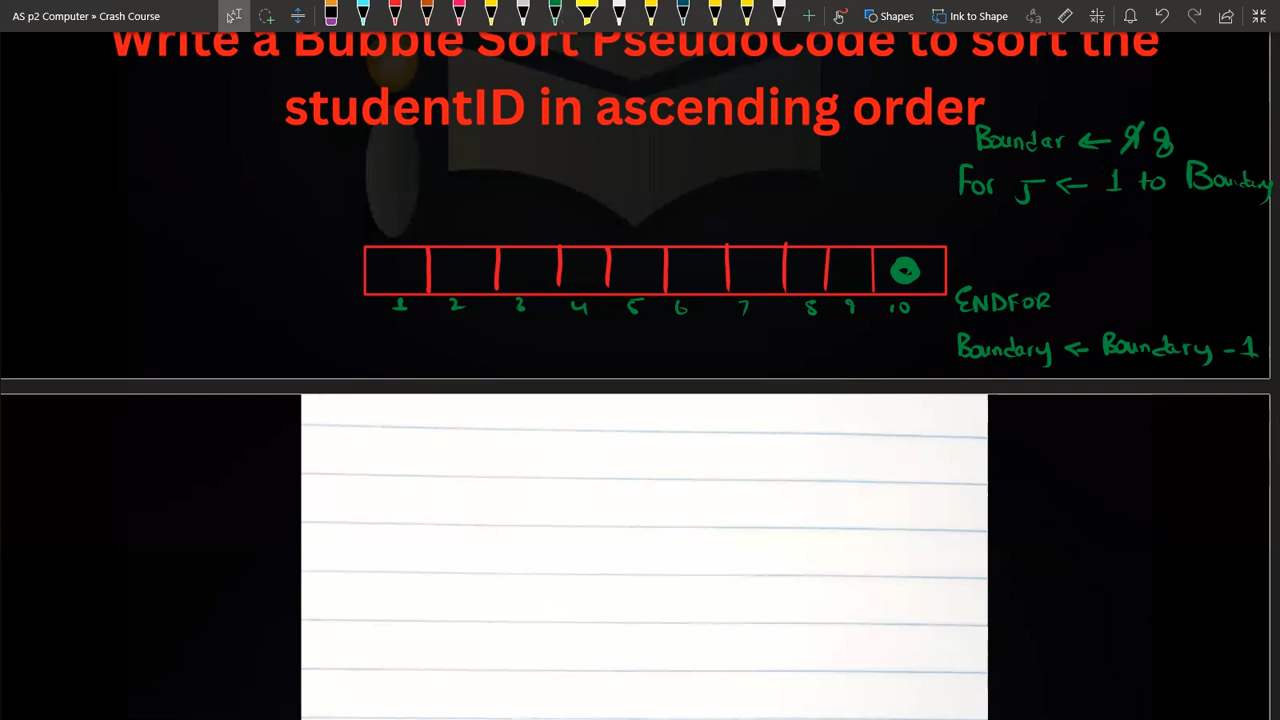 AS p2 Computer » Crash Course
Shapes
Ink to Shape
Write a Bubble Sort PseudoCode to sort the
studentID in ascending order
Boundar ← 9 8
For J ← 1 to Boundary
1 2 3 4 5 6 7 8 9 10
ENDFOR
Boundary ← Boundary - 1